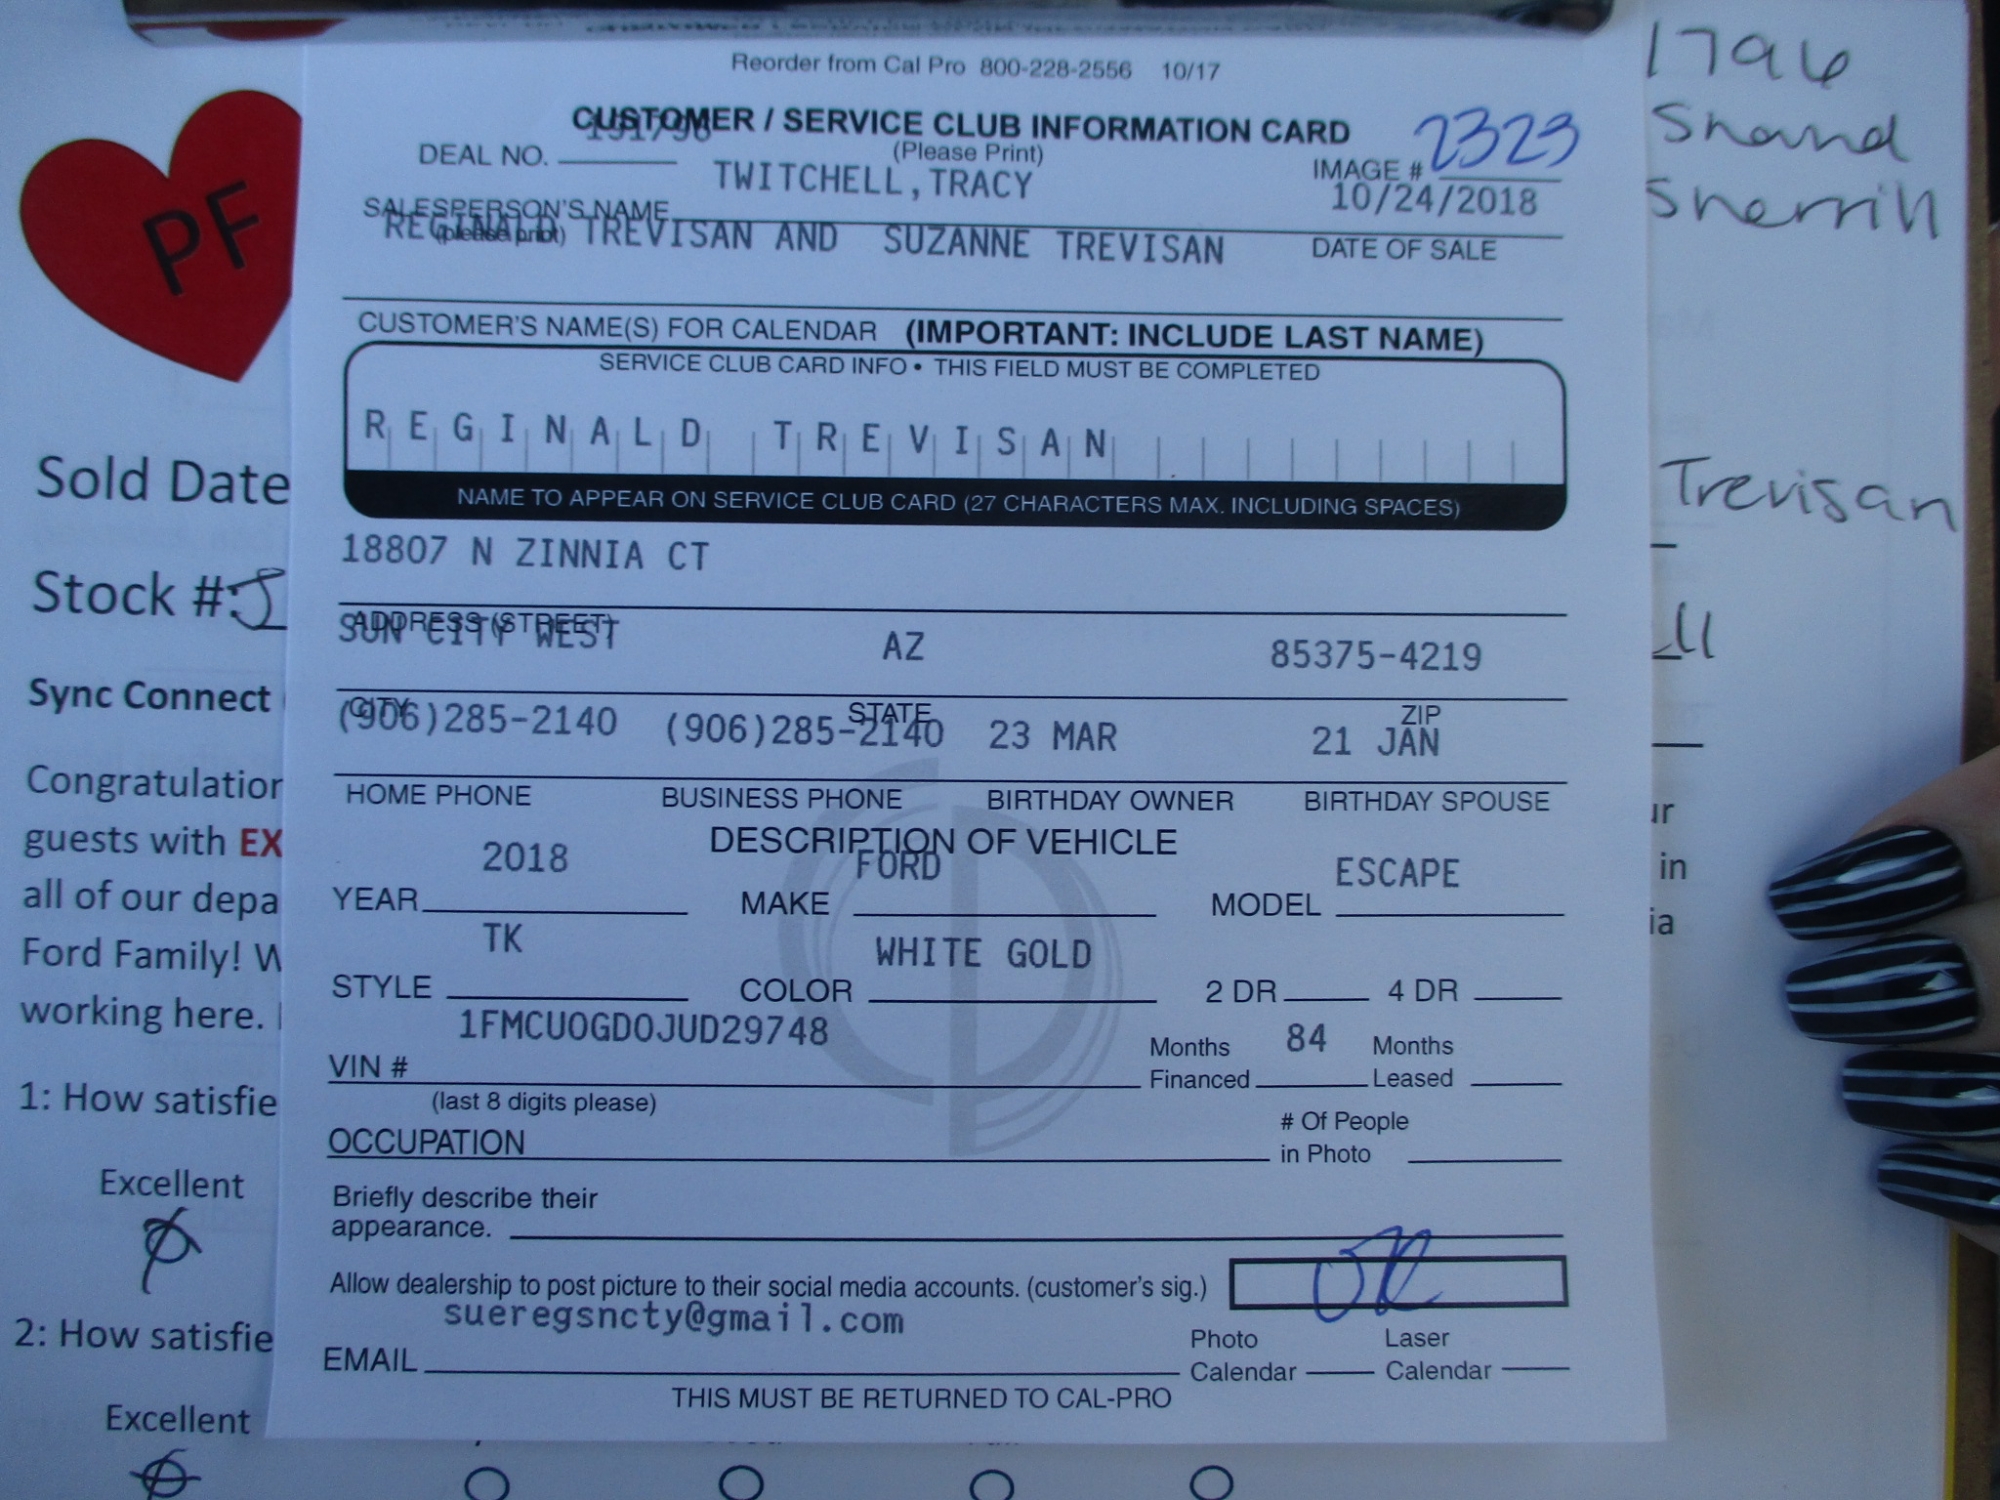 Reorder from Cal Pro 800-228-2556 10/17
1796
CUSTOMER / SERVICE CLUB INFORMATION CARD
2323
Shand
(Please Print)
DEAL NO. 191796
TWITCHELL,TRACY
IMAGE #
10/24/2018
Sherrill
PF
SALESPERSON'S NAME
(please print)
REGINALD TREVISAN AND SUZANNE TREVISAN
DATE OF SALE
CUSTOMER'S NAME(S) FOR CALENDAR (IMPORTANT: INCLUDE LAST NAME)
SERVICE CLUB CARD INFO • THIS FIELD MUST BE COMPLETED
REGINALD TREVISAN
NAME TO APPEAR ON SERVICE CLUB CARD (27 CHARACTERS MAX. INCLUDING SPACES)
Sold Date
Trevisan
18807 N ZINNIA CT
Stock #: J
ll
ADDRESS (STREET)
SUN CITY WEST AZ 85375-4219
Sync Connect
CITY STATE ZIP
(906)285-2140 (906)285-2140 23 MAR 21 JAN
HOME PHONE BUSINESS PHONE BIRTHDAY OWNER BIRTHDAY SPOUSE
DESCRIPTION OF VEHICLE
2018 FORD ESCAPE
YEAR MAKE MODEL
TK WHITE GOLD
STYLE COLOR 2 DR 4 DR
1FMCU0GD0JUD29748
VIN #
Months Financed 84 Months Leased
(last 8 digits please)
OCCUPATION
# Of People
in Photo
Briefly describe their
appearance.
Allow dealership to post picture to their social media accounts. (customer's sig.) OK
sueregsncty@gmail.com
EMAIL
Photo Calendar
Laser Calendar
THIS MUST BE RETURNED TO CAL-PRO
Congratulation
ur
guests with EX
in
all of our depa
ia
Ford Family! W
working here.
1: How satisfie
Excellent
2: How satisfie
Excellent